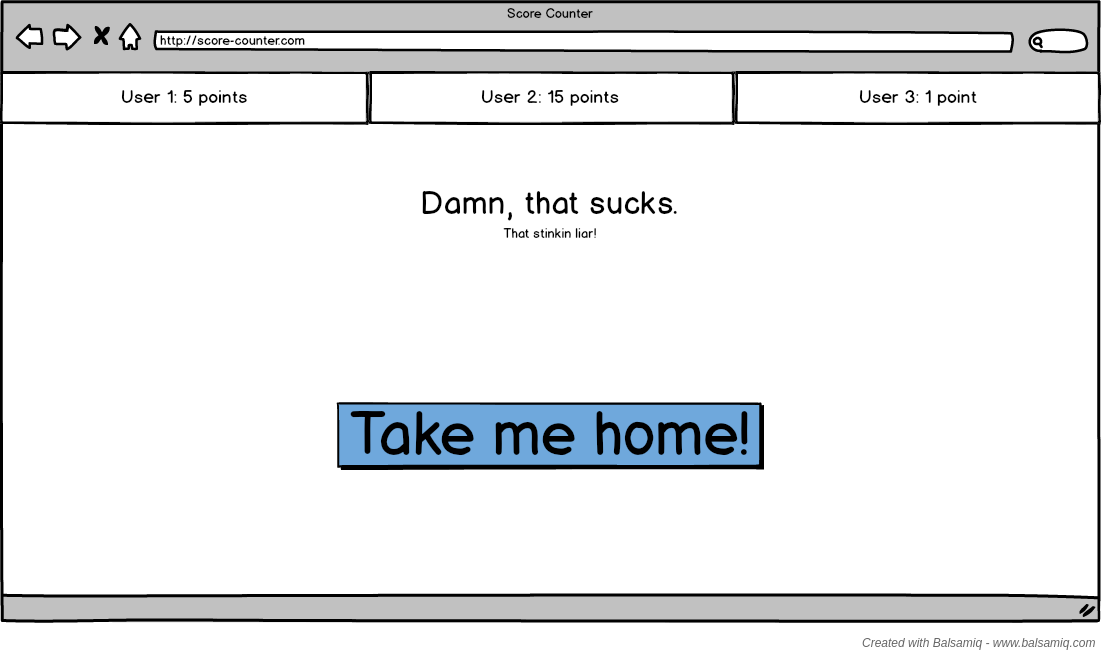 Score Counter
http://score-counter.com
User 1: 5 points
User 2: 15 points
User 3: 1 point
Damn, that sucks.
That stinkin liar!
Take me home!
Created with Balsamiq - www.balsamiq.com